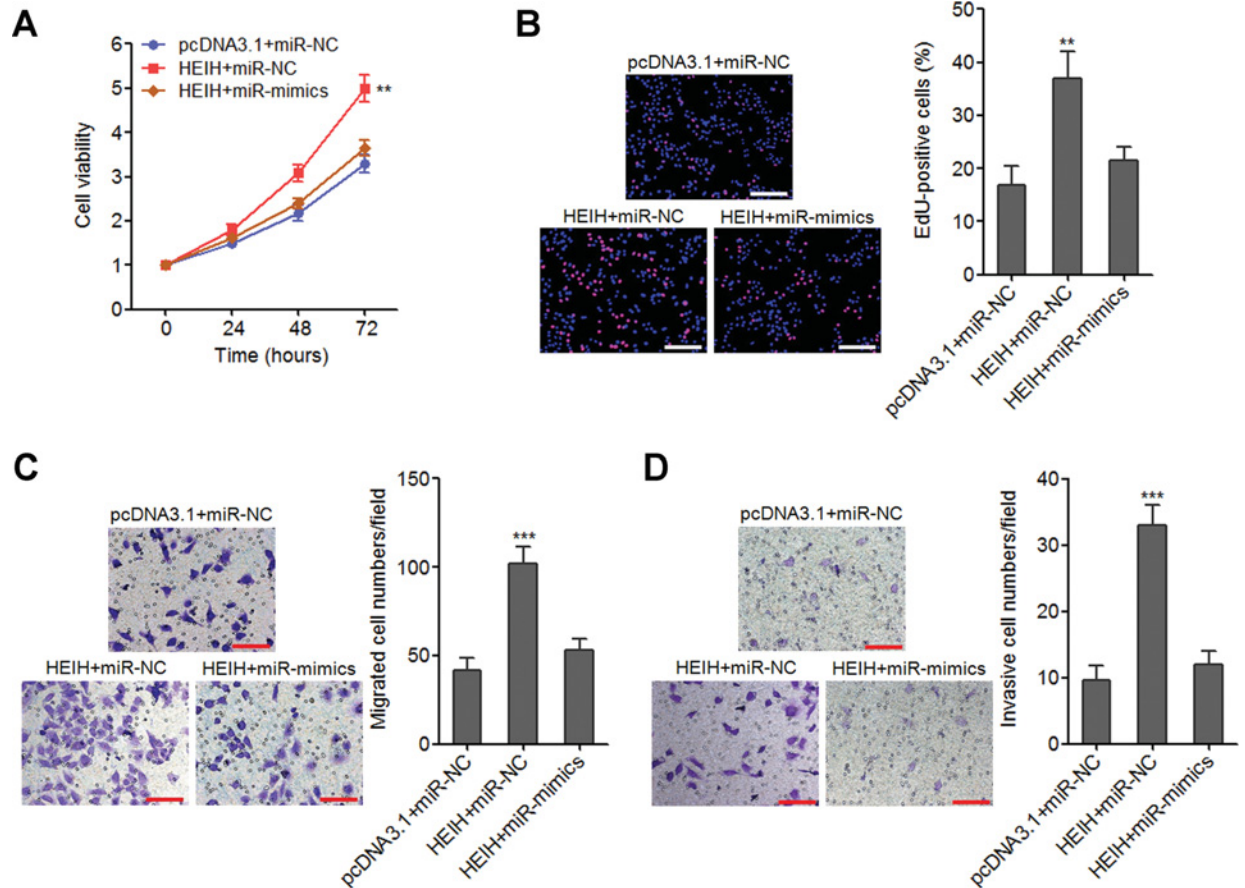 A
6
5
4
3
2
1
0
Cell viability
pcDNA3.1+miR-NC
HEIH+miR-NC
HEIH+miR-mimics
**
0 24 48 72
Time (hours)
B
pcDNA3.1+miR-NC
HEIH+miR-NC HEIH+miR-mimics
50
40
30
20
10
0
EdU-positive cells (%)
**
pcDNA3.1+miR-NC
HEIH+miR-NC
HEIH+miR-mimics
C
pcDNA3.1+miR-NC
HEIH+miR-NC HEIH+miR-mimics
150
100
50
0
Migrated cell numbers/field
***
pcDNA3.1+miR-NC
HEIH+miR-NC
HEIH+miR-mimics
D
pcDNA3.1+miR-NC
HEIH+miR-NC HEIH+miR-mimics
40
30
20
10
0
Invasive cell numbers/field
***
pcDNA3.1+miR-NC
HEIH+miR-NC
HEIH+miR-mimics